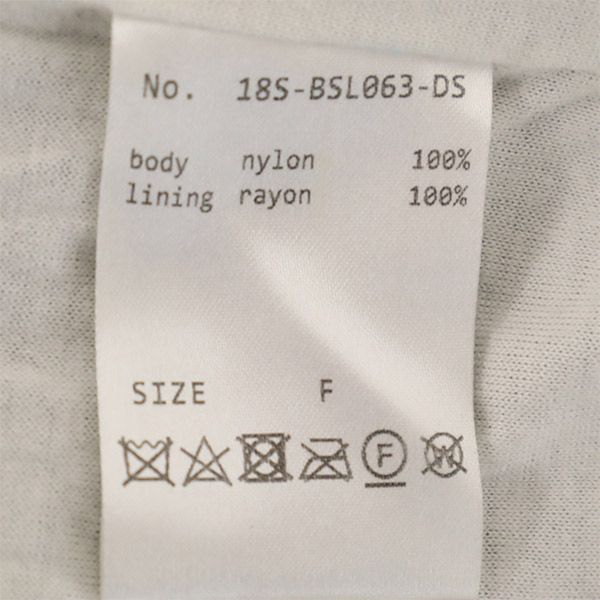 No. 18S-BSL063-DS
body nylon 100%
lining rayon 100%
SIZE F
F W